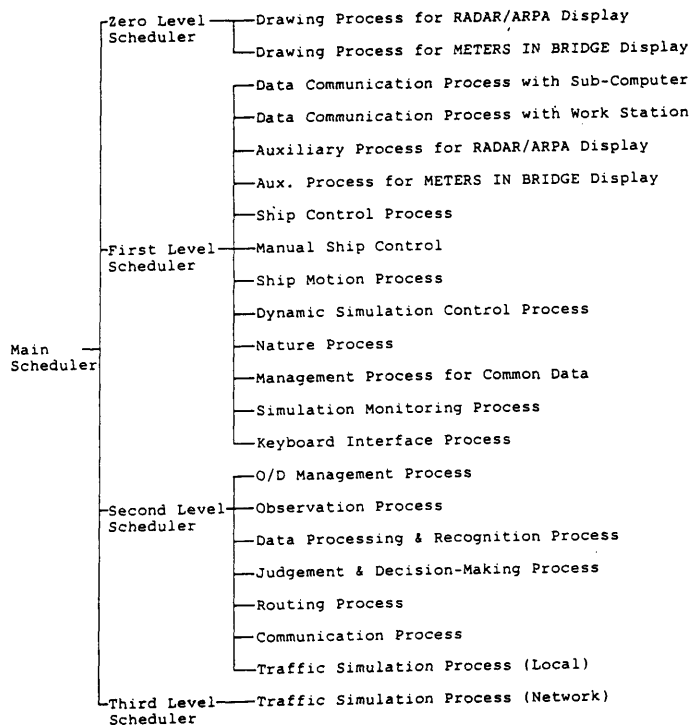 Zero Level Scheduler
Drawing Process for RADAR/ARPA Display
Drawing Process for METERS IN BRIDGE Display
Data Communication Process with Sub-Computer
Data Communication Process with Work Station
Auxiliary Process for RADAR/ARPA Display
Aux. Process for METERS IN BRIDGE Display
Ship Control Process
First Level Scheduler
Manual Ship Control
Ship Motion Process
Dynamic Simulation Control Process
Main Scheduler
Nature Process
Management Process for Common Data
Simulation Monitoring Process
Keyboard Interface Process
O/D Management Process
Second Level Scheduler
Observation Process
Data Processing & Recognition Process
Judgement & Decision-Making Process
Routing Process
Communication Process
Traffic Simulation Process (Local)
Third Level Scheduler
Traffic Simulation Process (Network)